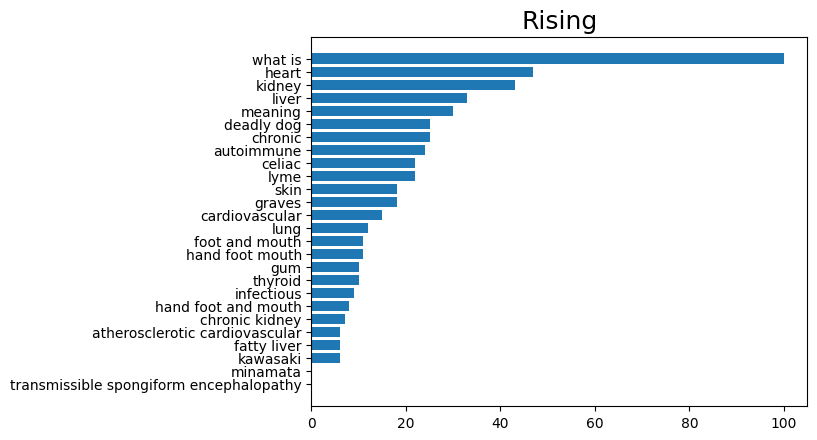 Rising
what is
heart
kidney
liver
meaning
deadly dog
chronic
autoimmune
celiac
lyme
skin
graves
cardiovascular
lung
foot and mouth
hand foot mouth
gum
thyroid
infectious
hand foot and mouth
chronic kidney
atherosclerotic cardiovascular
fatty liver
kawasaki
minamata
transmissible spongiform encephalopathy
0 20 40 60 80 100